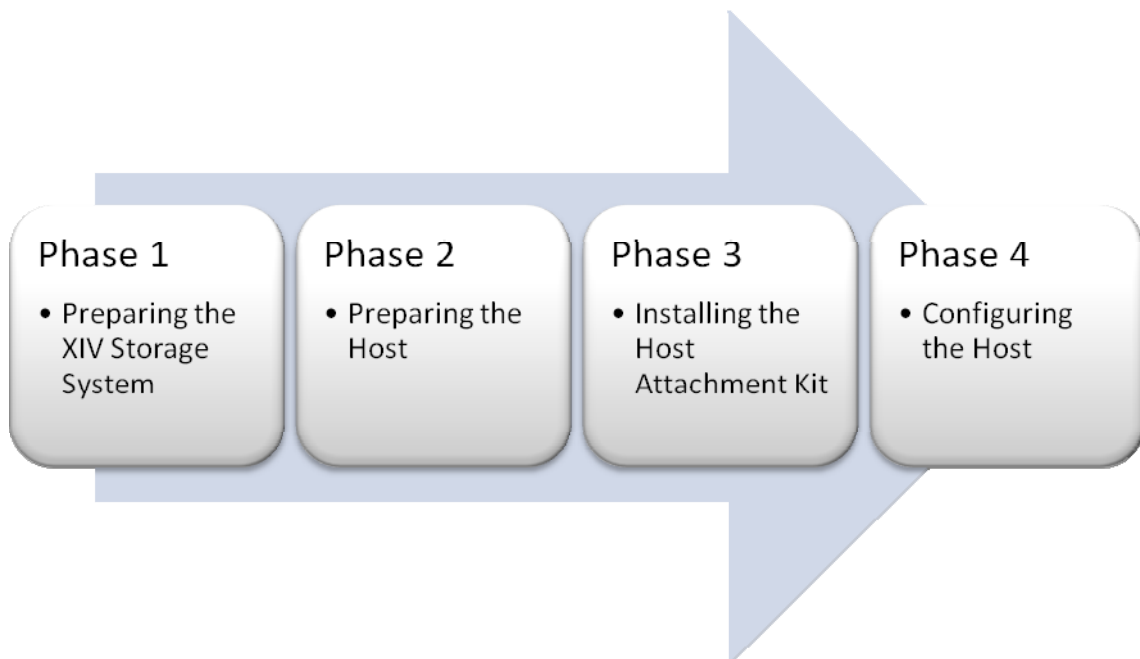 Phase 1
• Preparing the
XIV Storage
System
Phase 2
• Preparing the
Host
Phase 3
• Installing the
Host
Attachment Kit
Phase 4
• Configuring
the Host